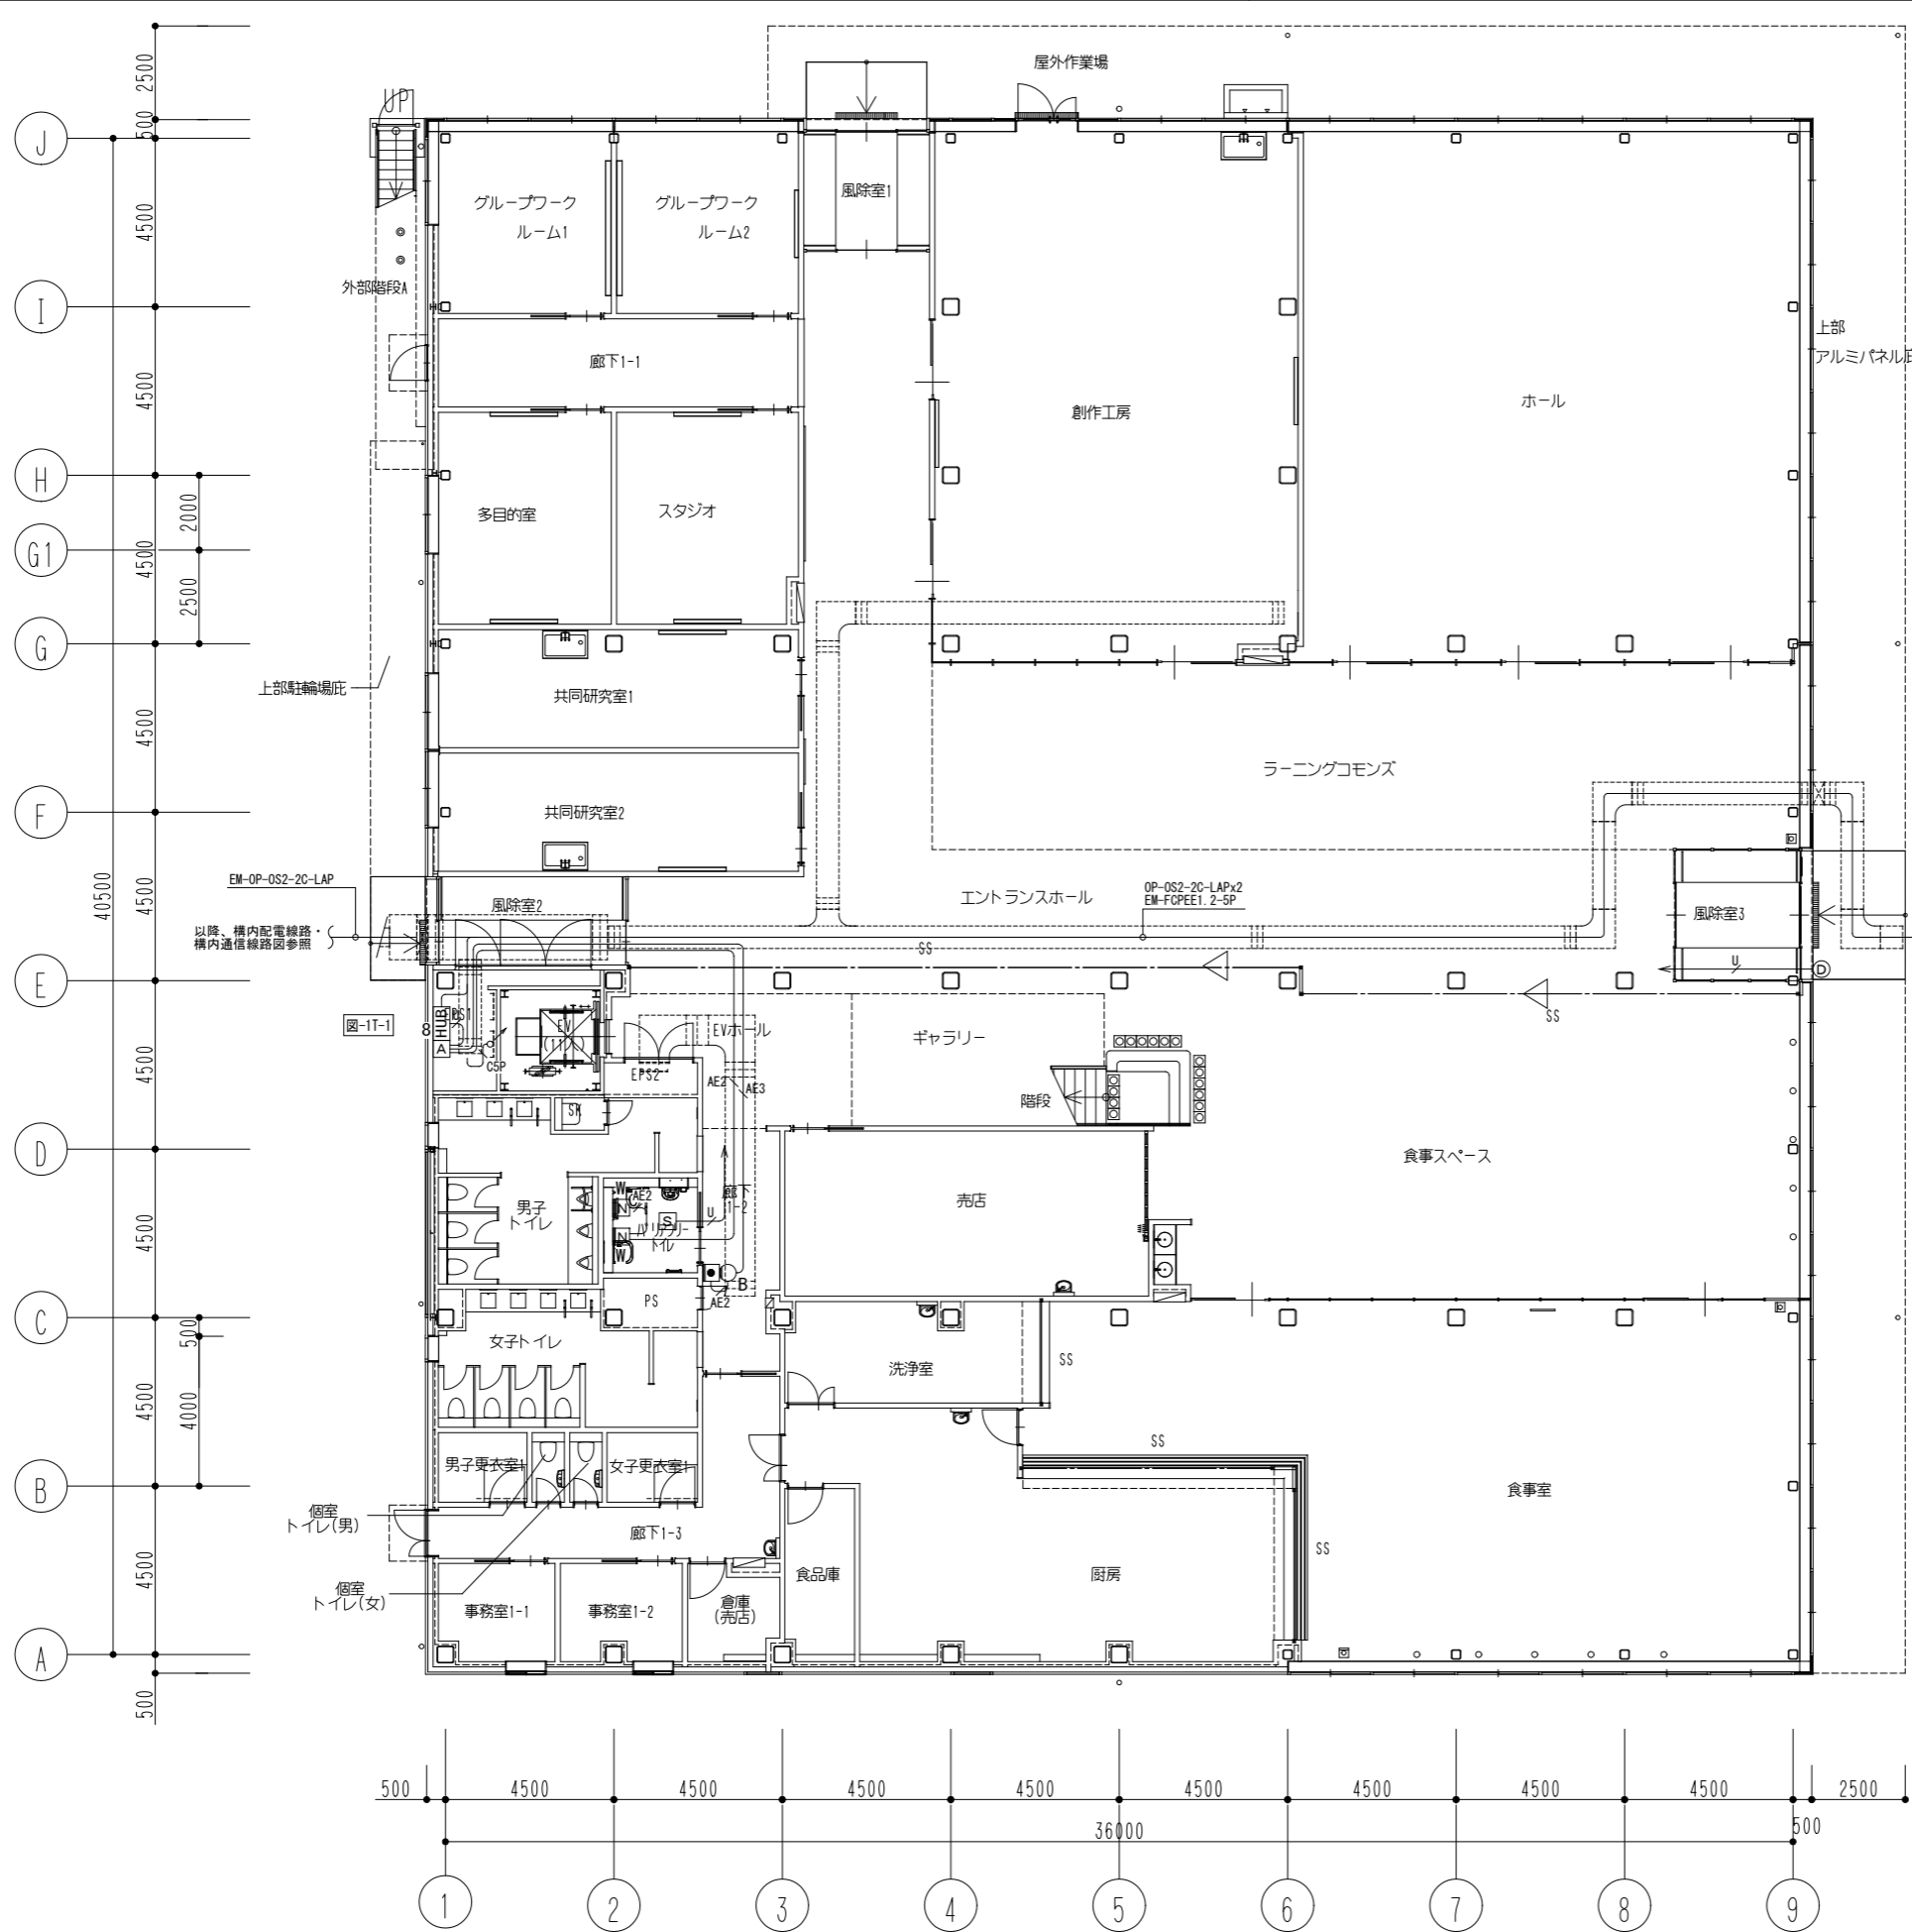 屋外作業場
2500
UP
500
J
グループワーク
ルーム1
グループワーク
ルーム2
風除室1
4500
外部階段A
I
上部
廊下1-1
4500
創作工房
ホール
H
2000
多目的室
スタジオ
G1
4500
2500
G
上部駐輪場庇
共同研究室1
4500
ラーニングコモンズ
F
共同研究室2
EM-OP-OS2-2C-LAP
40500
4500
風除室2
エントランスホール
OP-OS2-2C-LAPx2
EM-FCPEE1.2-5P
風除室3
以降、構内配電線路・
構内通信線路図参照
SS
U
D
E
SS
図-1T-1
8
HUB
A
EV
EVホール
ギャラリー
4500
C5P
EPS2
AE2
AE3
階段
SK
D
食事スペース
4500
男子
トイレ
W
AE2
N
S
U
バリアフリー
トイレ
N
W
廊下
1-2
売店
B
AE2
PS
C
500
女子トイレ
洗浄室
SS
4500
4000
SS
男子更衣室1
女子更衣室1
B
食事室
個室
トイレ(男)
廊下1-3
SS
4500
食品庫
厨房
個室
トイレ(女)
事務室1-1
事務室1-2
倉庫
(売店)
A
500
500
4500
4500
4500
4500
4500
4500
4500
4500
2500
36000
500
1
2
3
4
5
6
7
8
9